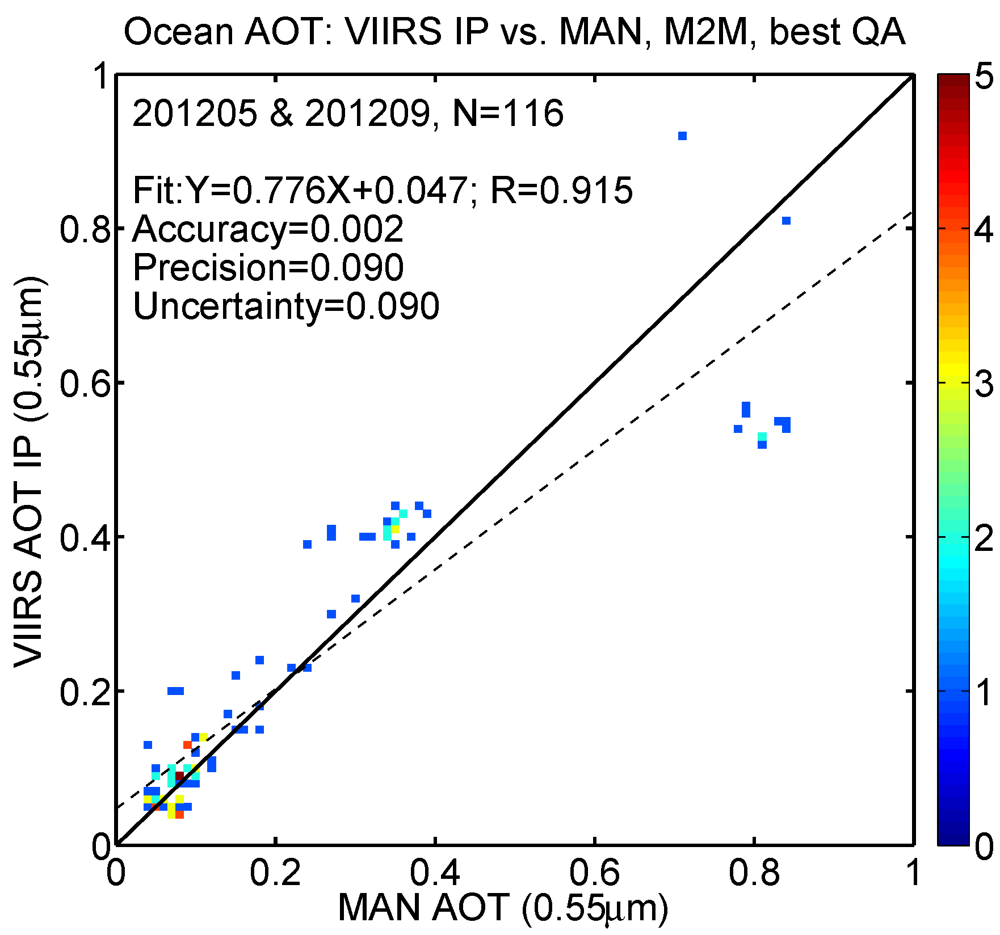 Ocean AOT: VIIRS IP vs. MAN, M2M, best QA
201205 & 201209, N=116
Fit:Y=0.776X+0.047; R=0.915
Accuracy=0.002
Precision=0.090
Uncertainty=0.090
VIIRS AOT IP (0.55μm)
1
0.8
0.6
0.4
0.2
0
0 0.2 0.4 0.6 0.8 1
MAN AOT (0.55μm)
5
4
3
2
1
0